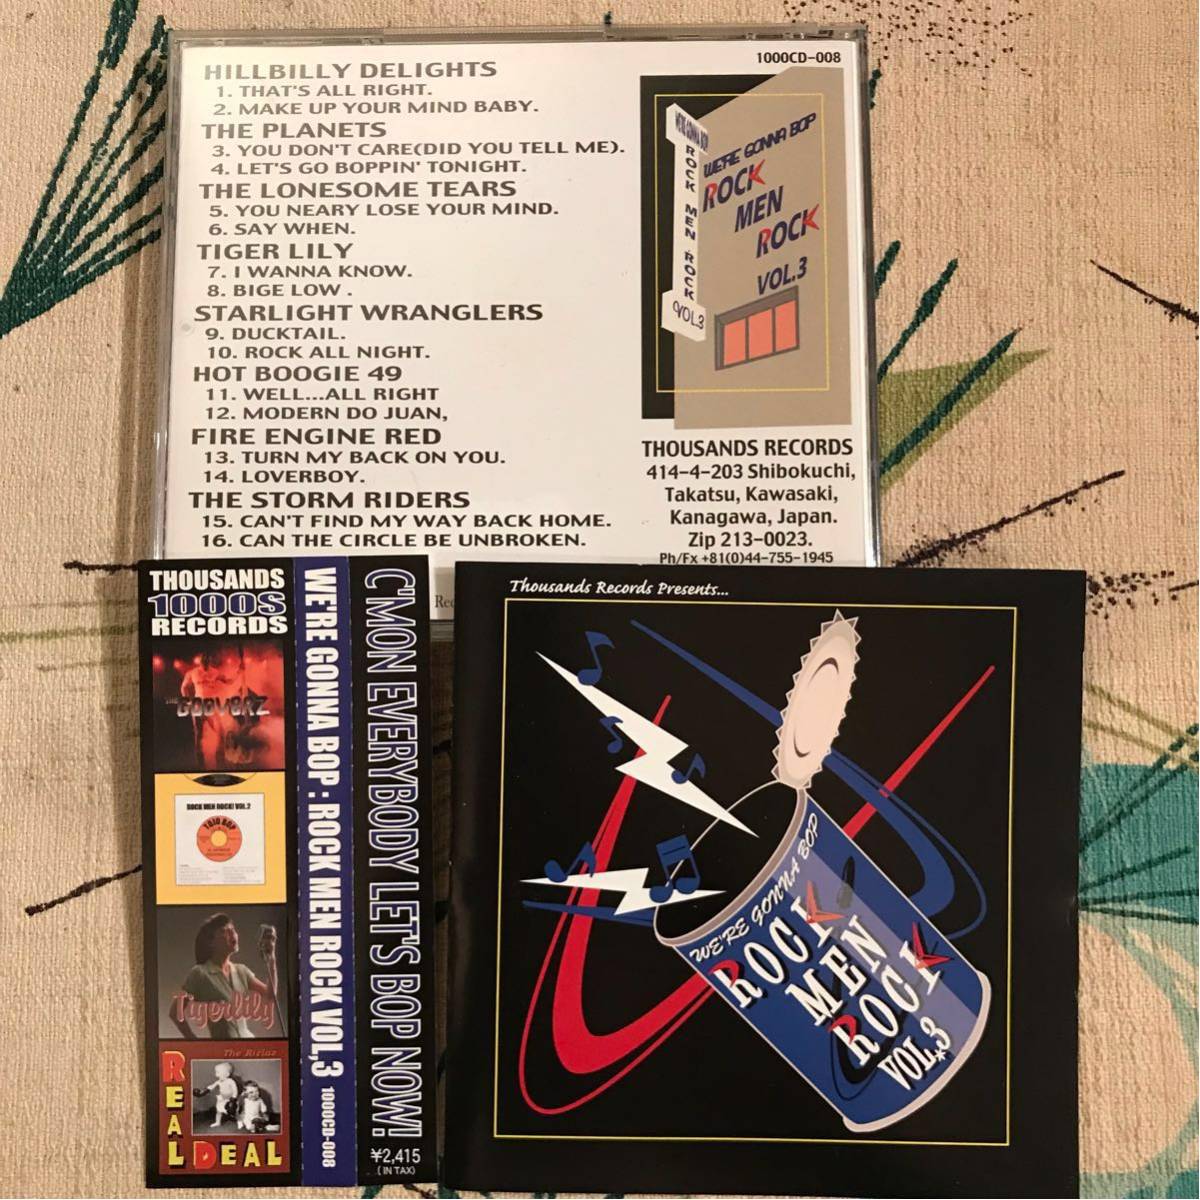 HILLBILLY DELIGHTS
1. THAT'S ALL RIGHT.
2. MAKE UP YOUR MIND BABY.
THE PLANETS
3. YOU DON'T CARE(DID YOU TELL ME).
4. LET'S GO BOPPIN' TONIGHT.
THE LONESOME TEARS
5. YOU NEARY LOSE YOUR MIND.
6. SAY WHEN.
TIGER LILY
7. I WANNA KNOW.
8. BIGE LOW .
STARLIGHT WRANGLERS
9. DUCKTAIL.
10. ROCK ALL NIGHT.
HOT BOOGIE 49
11. WELL...ALL RIGHT
12. MODERN DO JUAN,
FIRE ENGINE RED
13. TURN MY BACK ON YOU.
14. LOVERBOY.
THE STORM RIDERS
15. CAN'T FIND MY WAY BACK HOME.
16. CAN THE CIRCLE BE UNBROKEN.
1000CD-008
WE'RE GONNA BOP
ROCK MEN ROCK
VOL.3
WE'RE GONNA BOP
ROCK
MEN
ROCK
VOL.3
THOUSANDS RECORDS
414-4-203 Shibokuchi,
Takatsu, Kawasaki,
Kanagawa, Japan.
Zip 213-0023.
Ph/Fx +81(0)44-755-1945
THOUSANDS
1000S
RECORDS
THE
GOOVERZ
ROCK MEN ROCK! VOL.2
TOJO BOP
Tigerlily
The Rizlaz
REAL DEAL
WE'RE GONNA BOP : ROCK MEN ROCK VOL,3
1000CD-008
C'MON EVERYBODY LET'S BOP NOW!
¥2,415
(IN TAX)
Thousands Records Presents...
WE'RE GONNA BOP
ROCK
MEN
ROCK
VOL.3